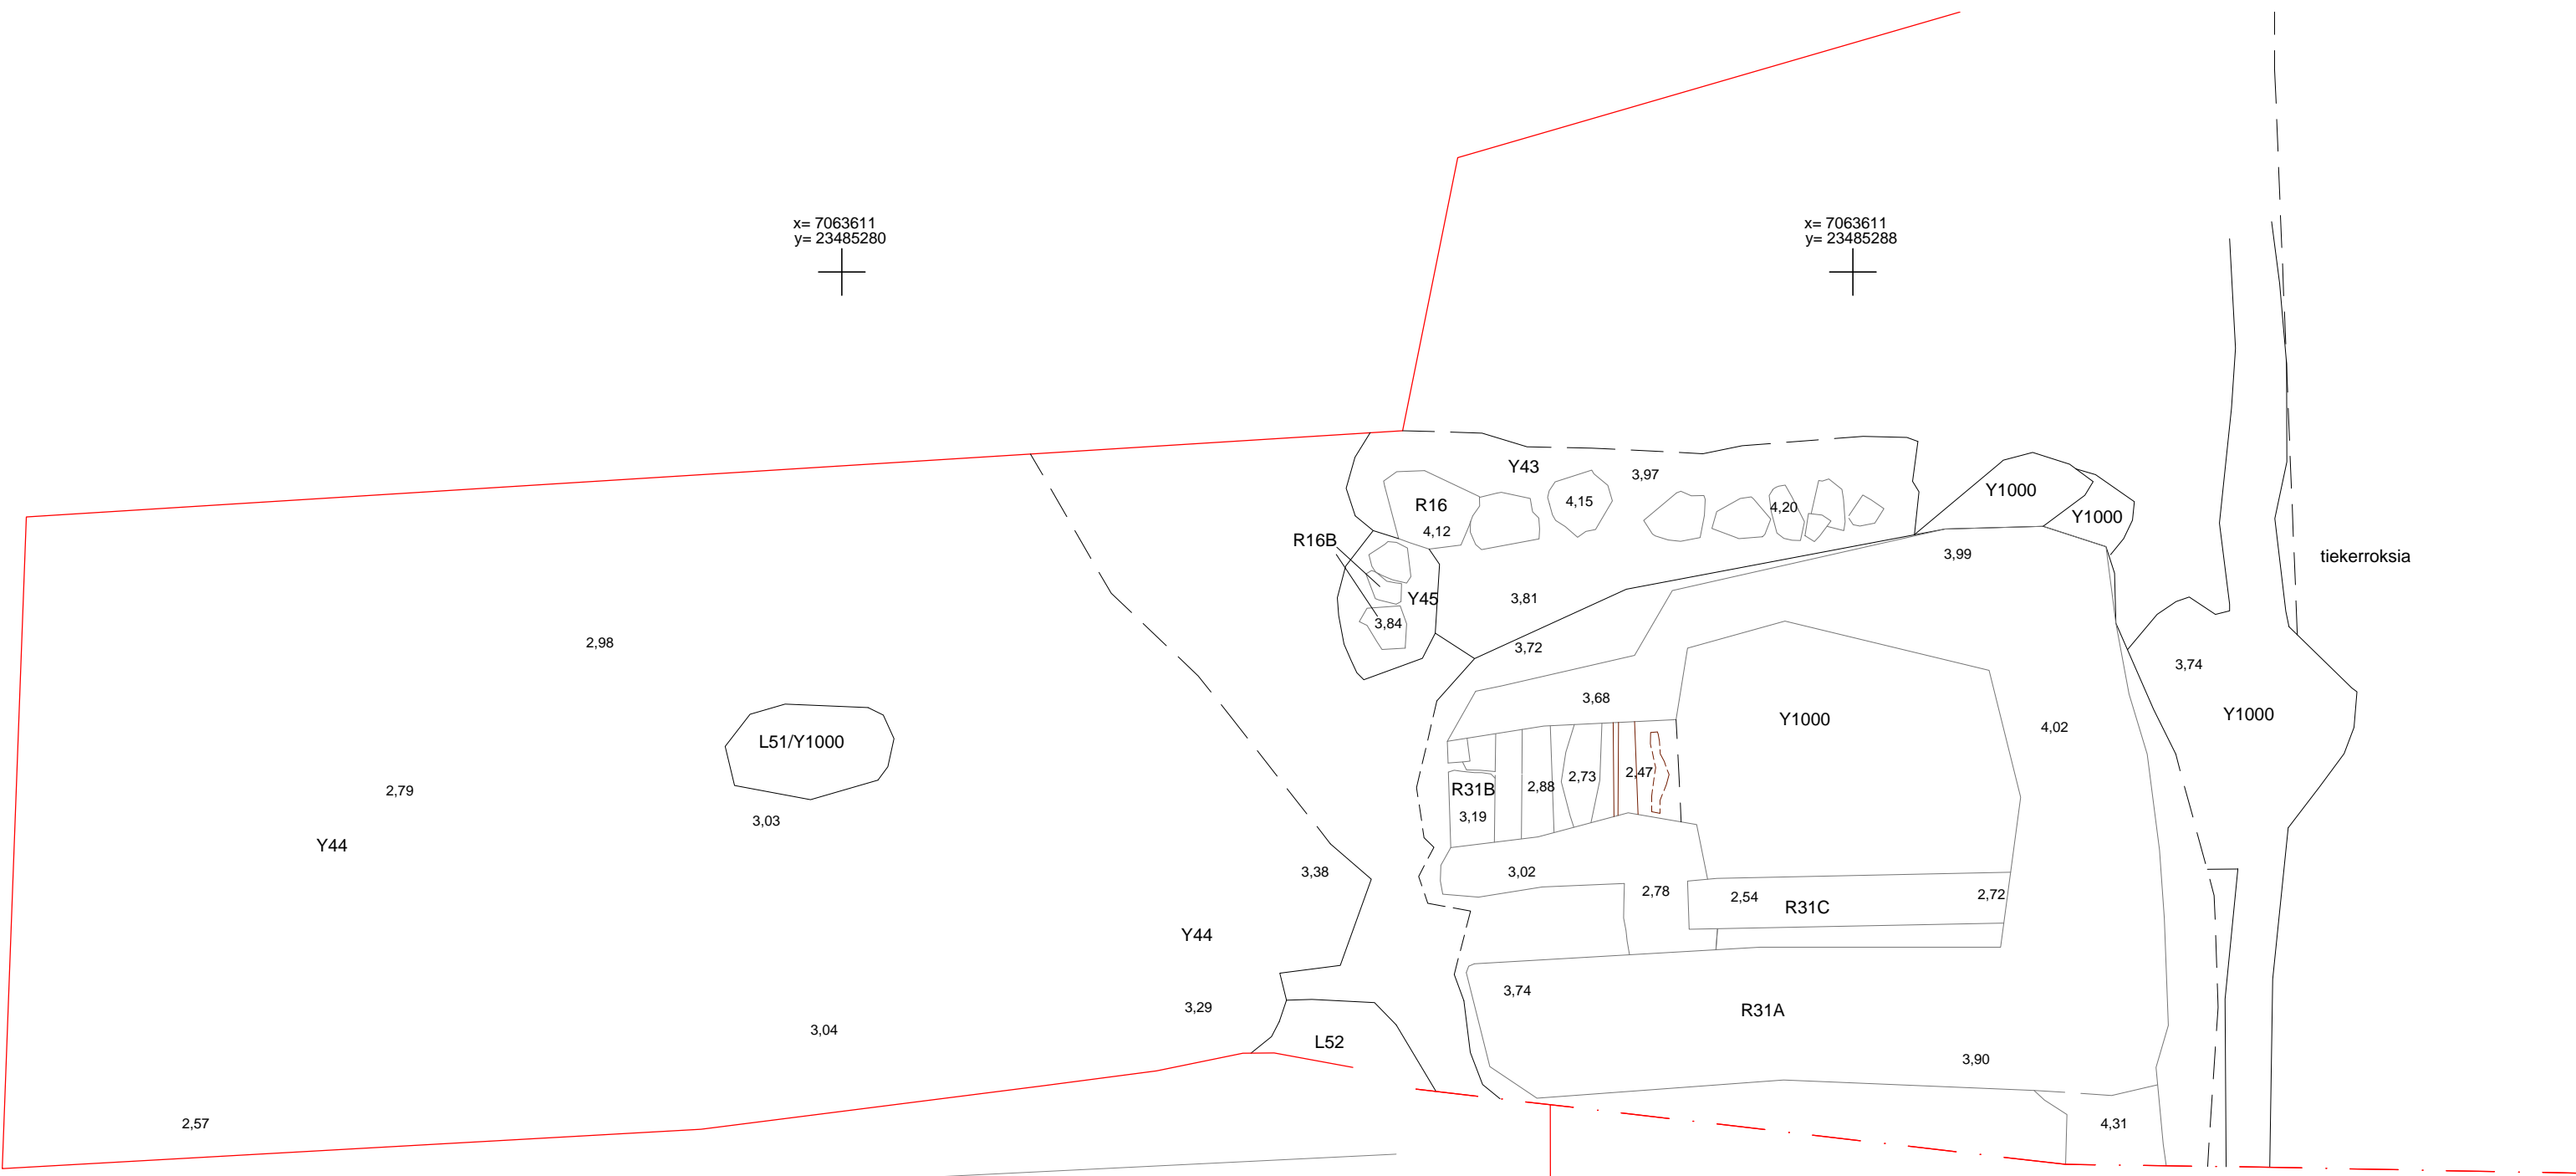 x= 7063611
y= 23485280
x= 7063611
y= 23485288
Y43
3,97
Y1000
R16
4,15
4,20
Y1000
4,12
R16B
3,99
tiekerroksia
Y45
3,81
3,84
2,98
3,72
3,74
3,68
Y1000
Y1000
4,02
L51/Y1000
2,47
2,73
2,88
R31B
2,79
3,19
3,03
Y44
3,38
3,02
2,78
2,54
2,72
R31C
Y44
3,74
3,29
R31A
3,04
L52
3,90
2,57
4,31